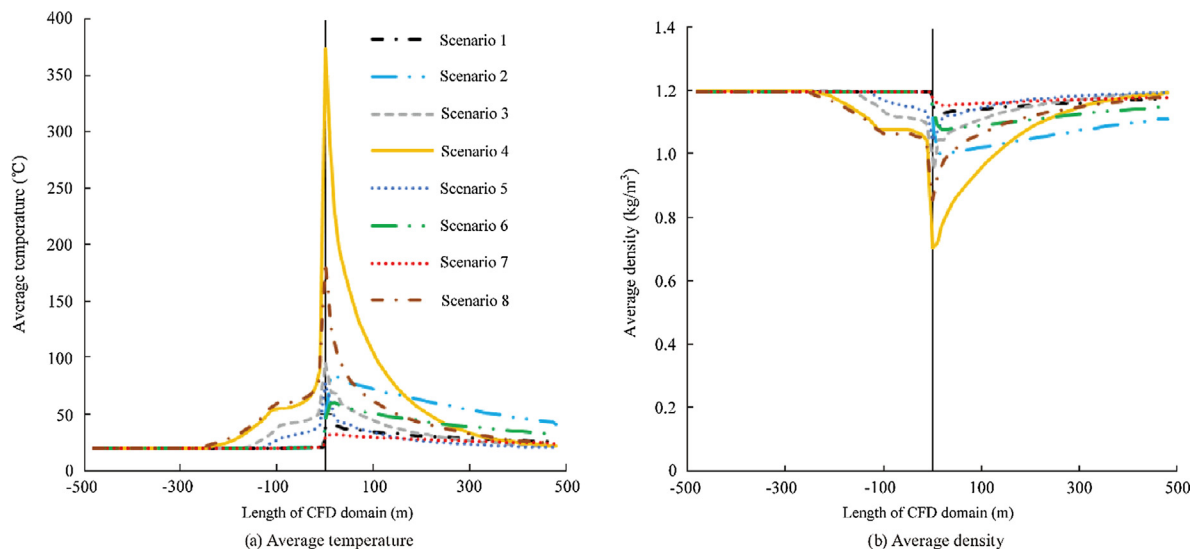 400
350
300
250
200
150
100
50
0
-500
-300
-100
100
300
500
Average temperature (℃)
Length of CFD domain (m)
(a) Average temperature
Scenario 1
Scenario 2
Scenario 3
Scenario 4
Scenario 5
Scenario 6
Scenario 7
Scenario 8
1.4
1.2
1.0
0.8
0.6
0.4
0.2
0
-500
-300
-100
100
300
500
Average density (kg/m³)
Length of CFD domain (m)
(b) Average density